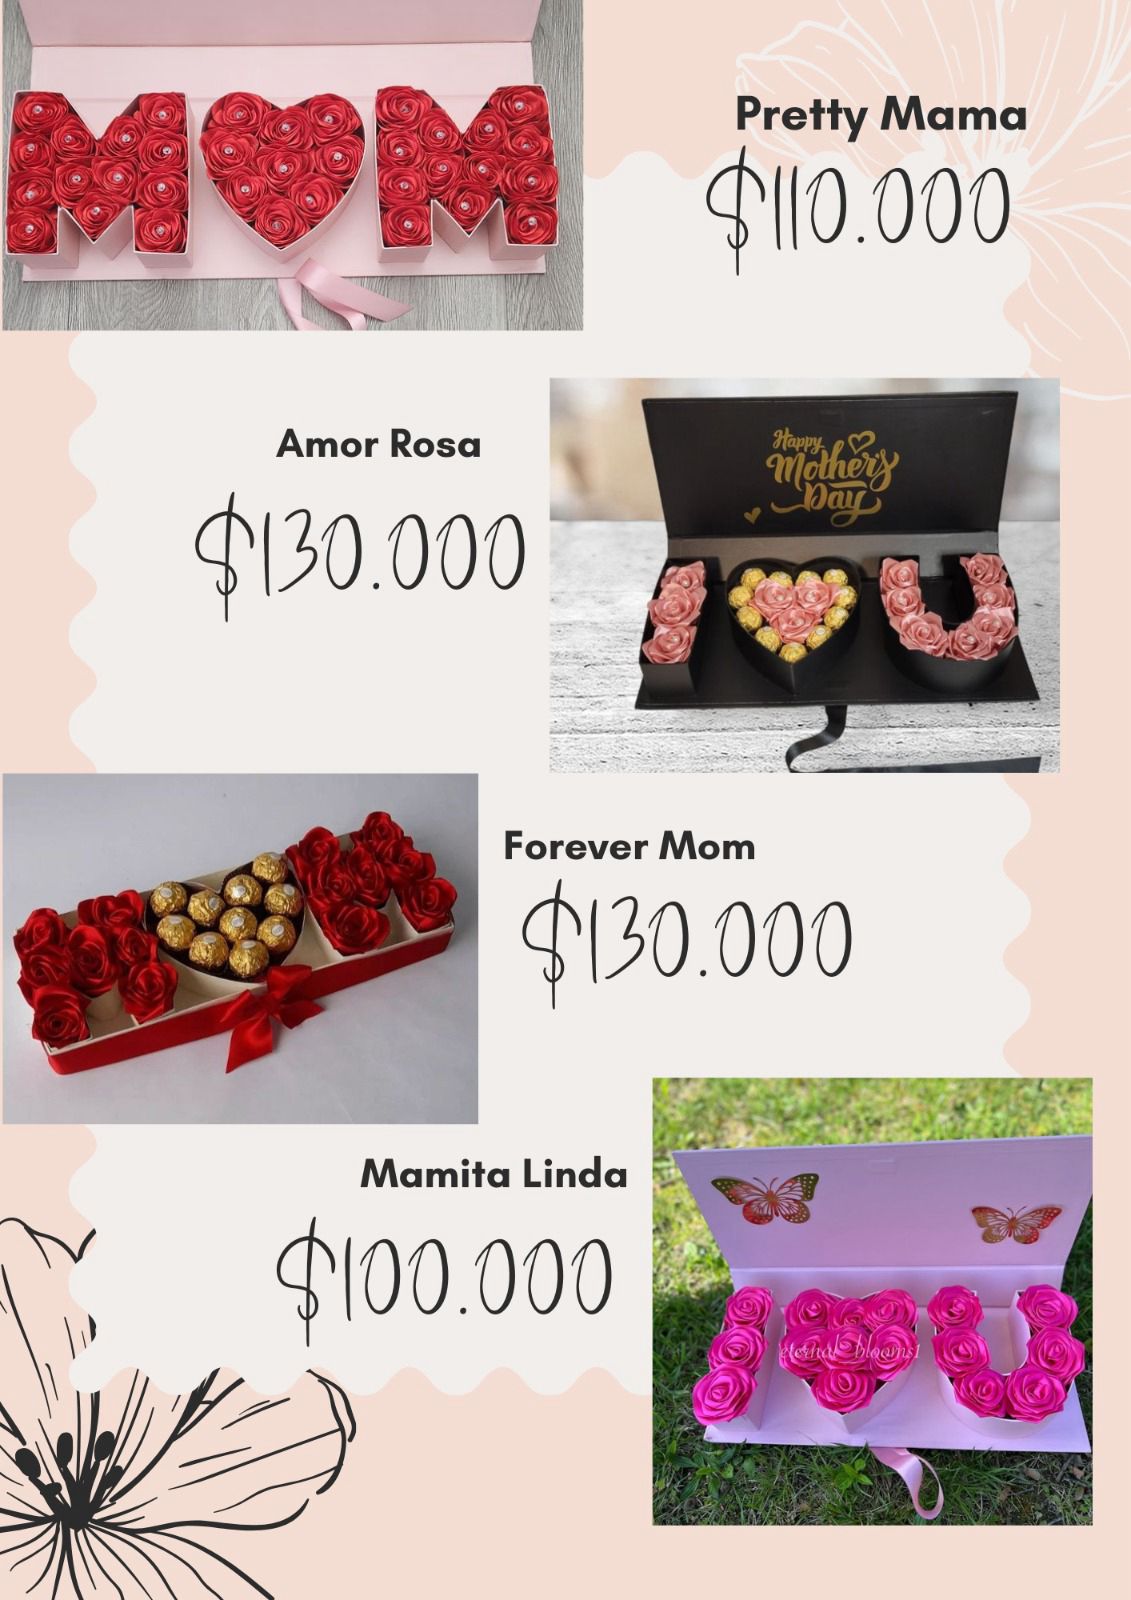 Pretty Mama
$110.000
Amor Rosa
$130.000
Happy
Mother's
Day
Forever Mom
$130.000
Mamita Linda
$100.000
eternal_blooms1